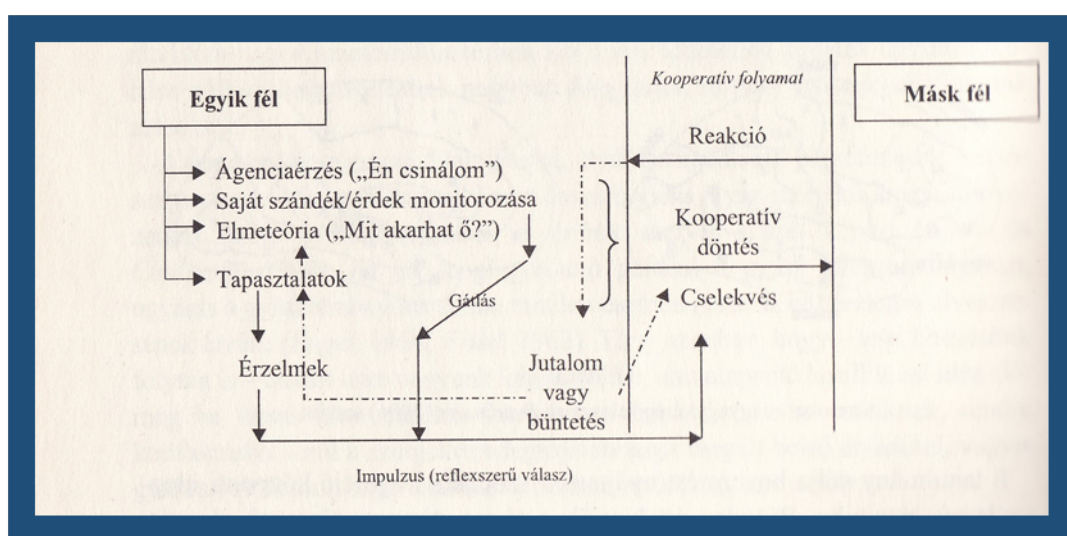 Kooperatív folyamat
Egyik fél
Másk fél
Reakció
Ágenciaérzés („Én csinálom”)
Saját szándék/érdek monitorozása
Elmeteória („Mit akarhat ő?”)
Kooperatív
döntés
Tapasztalatok
Gátlás
Cselekvés
Érzelmek
Jutalom
vagy
büntetés
Impulzus (reflexszerű válasz)